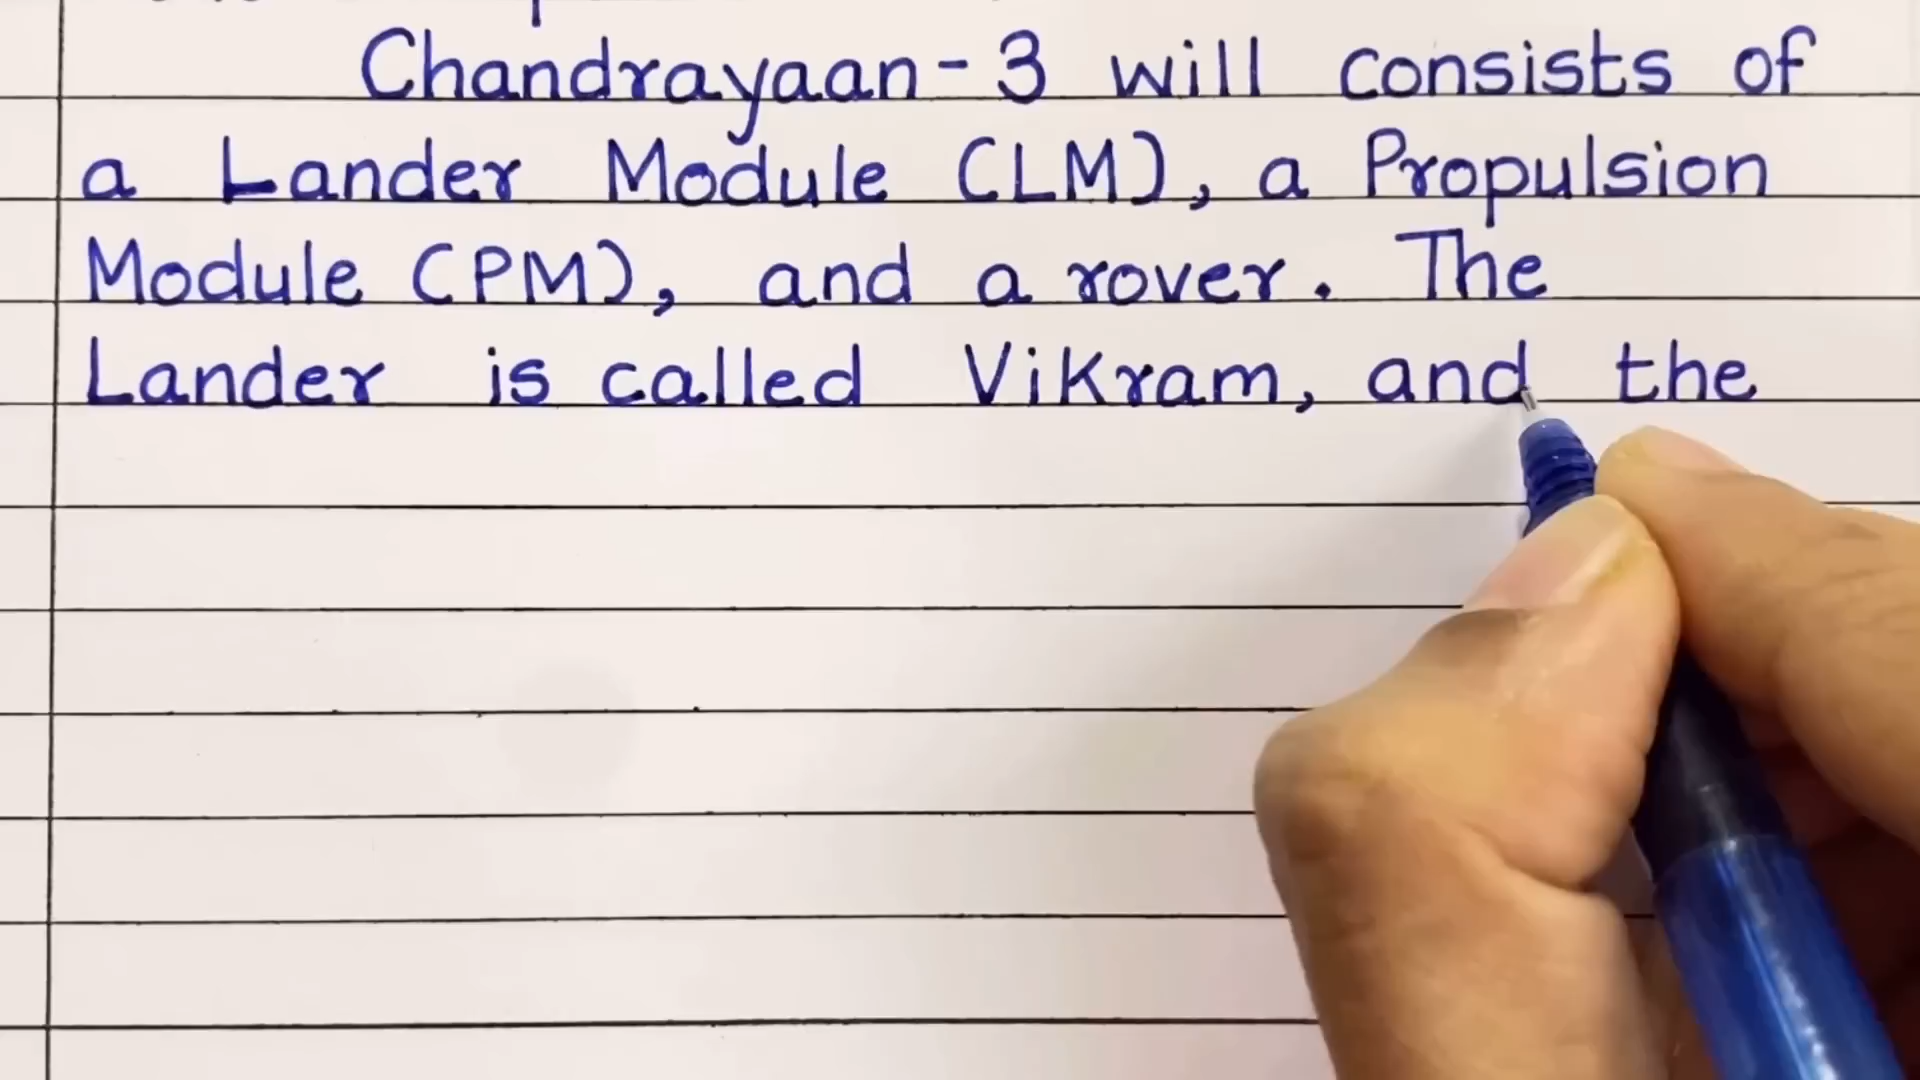 Chandrayaan-3 will consists of
a Lander Module (LM), a Propulsion
Module (PM), and a rover. The
Lander is called Vikram, and the